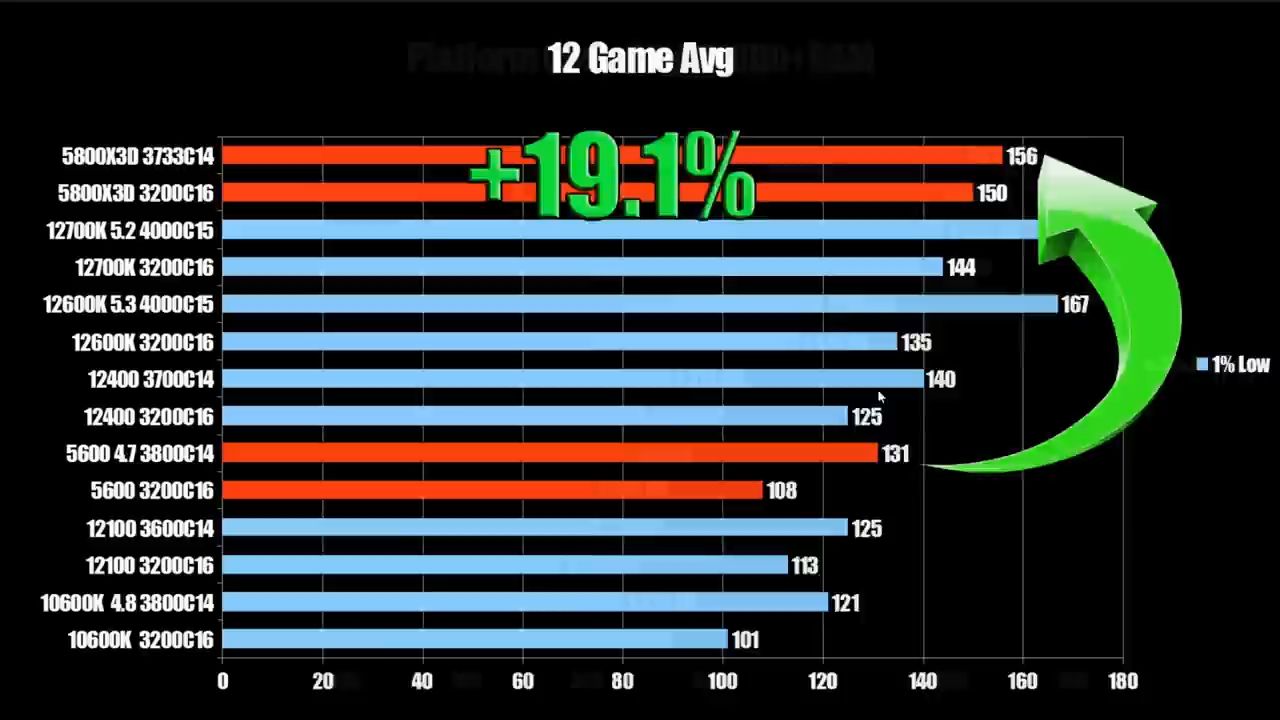 12 Game Avg
+19.1%
5800X3D 3733C14 156
5800X3D 3200C16 150
12700K 5.2 4000C15
12700K 3200C16 144
12600K 5.3 4000C15 167
12600K 3200C16 135
12400 3700C14 140
12400 3200C16 125
5600 4.7 3800C14 131
5600 3200C16 108
12100 3600C14 125
12100 3200C16 113
10600K 4.8 3800C14 121
10600K 3200C16 101
1% Low
0 20 40 60 80 100 120 140 160 180